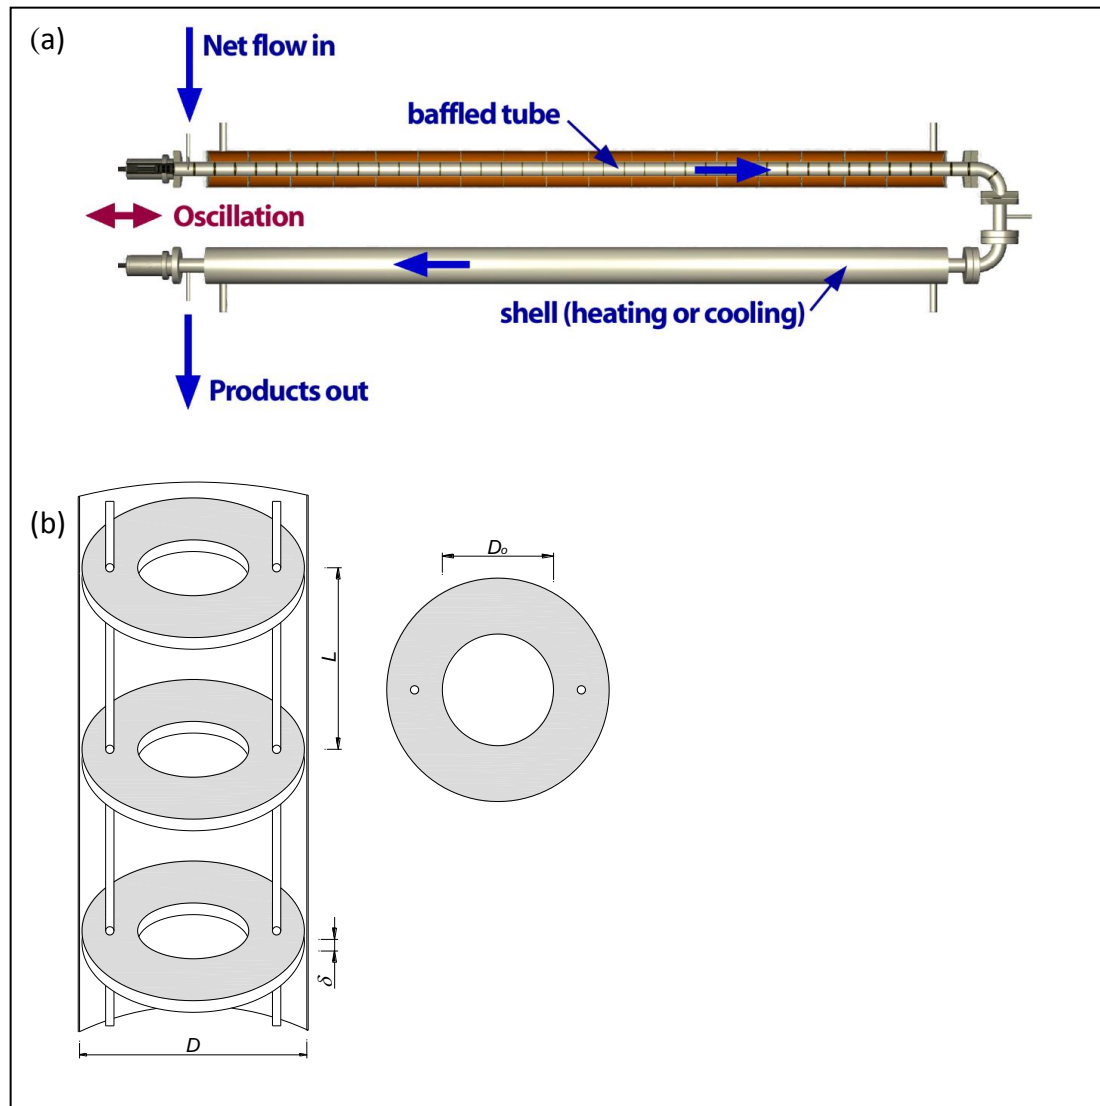 (a)
Net flow in
baffled tube
Oscillation
shell (heating or cooling)
Products out
(b)
Do
L
δ
D